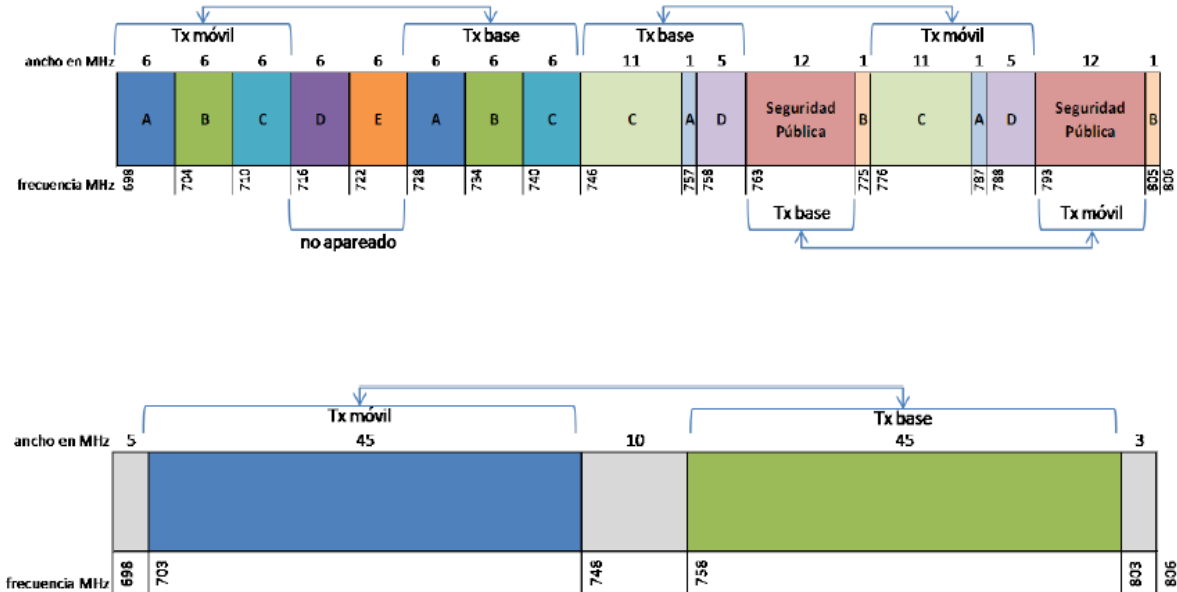 Tx móvil Tx base Tx base Tx móvil
ancho en MHz 6 6 6 6 6 6 6 6 11 1 5 12 1 11 1 5 12 1
A B C D E A B C C A D Seguridad Pública B C A D Seguridad Pública B
frecuencia MHz 698 704 710 716 722 728 734 740 746 757 758 763 775 776 787 788 793 805 806
Tx base Tx móvil
no apareado
Tx móvil Tx base
ancho en MHz 5 45 10 45 3
frecuencia MHz 698 703 748 758 803 806